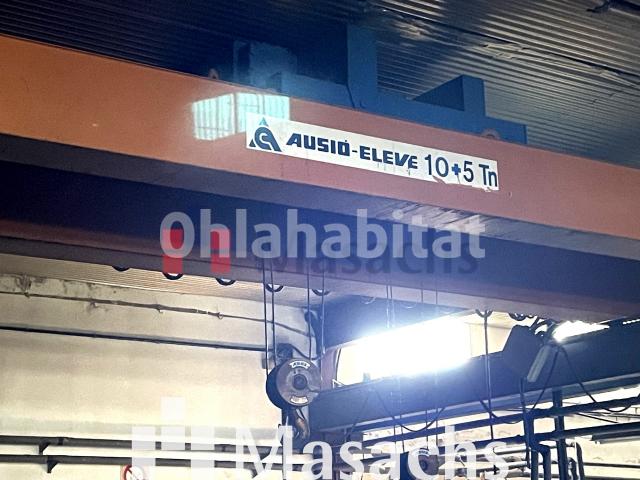 AUSIÓ-ELEVE 10+5 Tn
Ohlahabitat
Masachs
Masachs